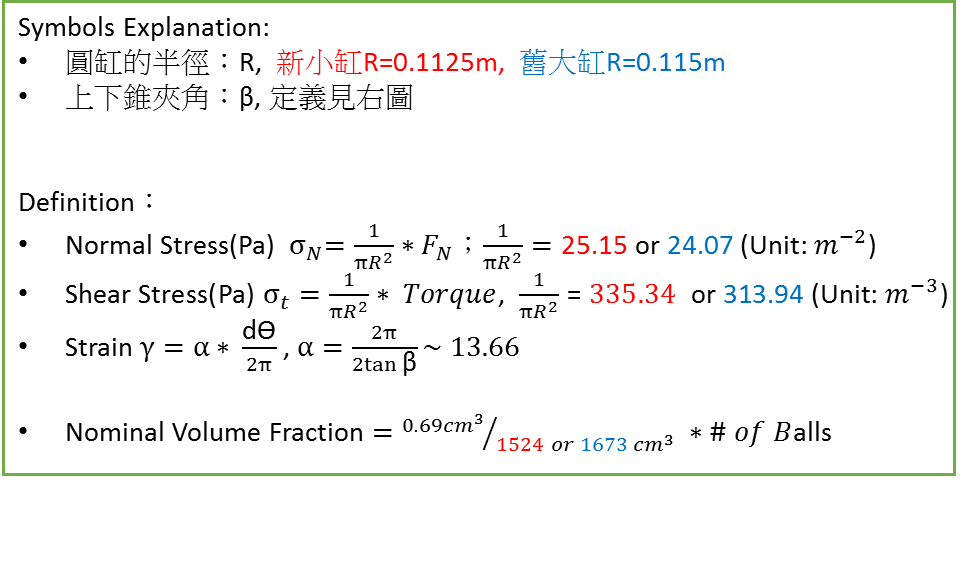 Symbols Explanation:
• 圓缸的半徑：R, 新小缸R=0.1125m, 舊大缸R=0.115m
• 上下錐夾角：β, 定義見右圖
Definition：
• Normal Stress(Pa) σ_N = 1/(πR²) * F_N ；1/(πR²) = 25.15 or 24.07 (Unit: m⁻²)
• Shear Stress(Pa) σ_t = 1/(πR²) * Torque, 1/(πR²) = 335.34 or 313.94 (Unit: m⁻³)
• Strain γ = α * dΘ/2π , α = 2π/(2tan β) ~ 13.66
• Nominal Volume Fraction = 0.69cm³/1524 or 1673 cm³ * # of Balls